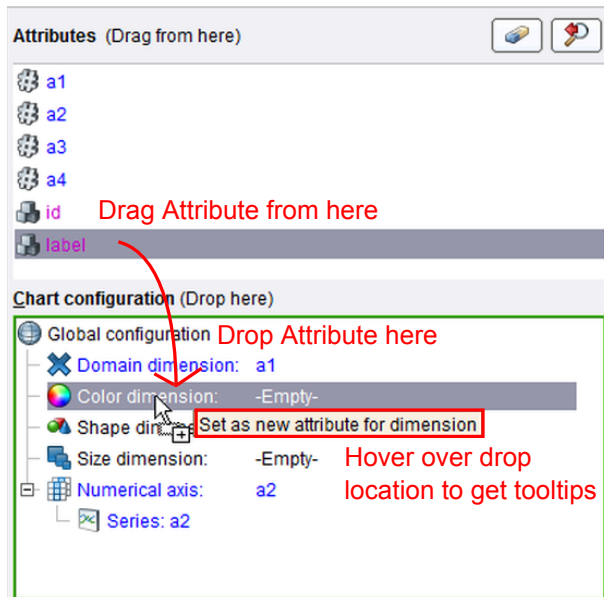 Attributes (Drag from here)
a1
a2
a3
a4
id
Drag Attribute from here
label
Chart configuration (Drop here)
Global configuration
Drop Attribute here
Domain dimension: a1
Color dimension: -Empty-
Set as new attribute for dimension
Shape
Size dimension: -Empty-
Hover over drop
location to get tooltips
Numerical axis: a2
Series: a2